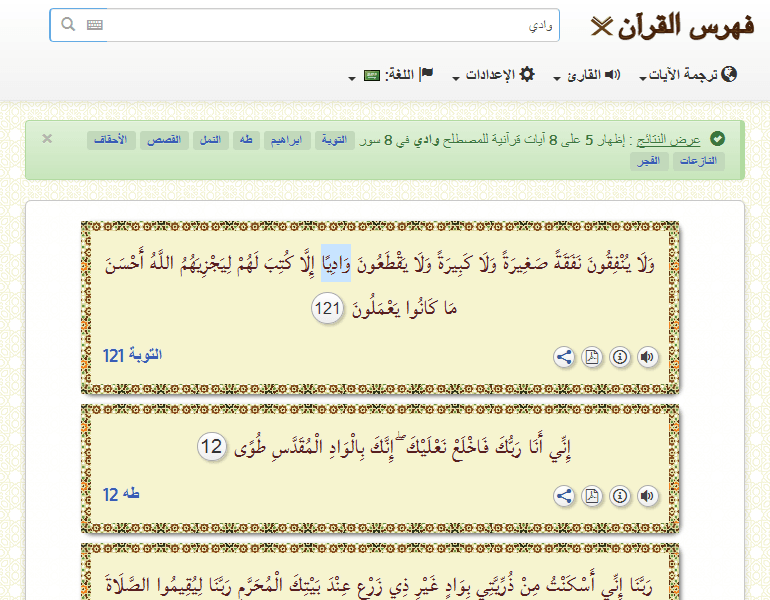 فهرس القرآن
وادي
ترجمة الآيات
القارئ
الإعدادات
اللغة:
عرض النتائج : إظهار 5 على 8 آيات قرآنية للمصطلح وادي في 8 سور التوبة ابراهيم طه النمل القصص الأحقاف
النازعات الفجر
وَلَا يُنْفِقُونَ نَفَقَةً صَغِيرَةً وَلَا كَبِيرَةً وَلَا يَقْطَعُونَ وَادِيًا إِلَّا كُتِبَ لَهُمْ لِيَجْزِيَهُمُ اللَّهُ أَحْسَنَ
مَا كَانُوا يَعْمَلُونَ 121
التوبة 121
إِنِّي أَنَا رَبُّكَ فَاخْلَعْ نَعْلَيْكَ ۖ إِنَّكَ بِالْوَادِ الْمُقَدَّسِ طُوًى 12
طه 12
رَبَّنَا إِنِّي أَسْكَنْتُ مِنْ ذُرِّيَّتِي بِوَادٍ غَيْرِ ذِي زَرْعٍ عِنْدَ بَيْتِكَ الْمُحَرَّمِ رَبَّنَا لِيُقِيمُوا الصَّلَاةَ